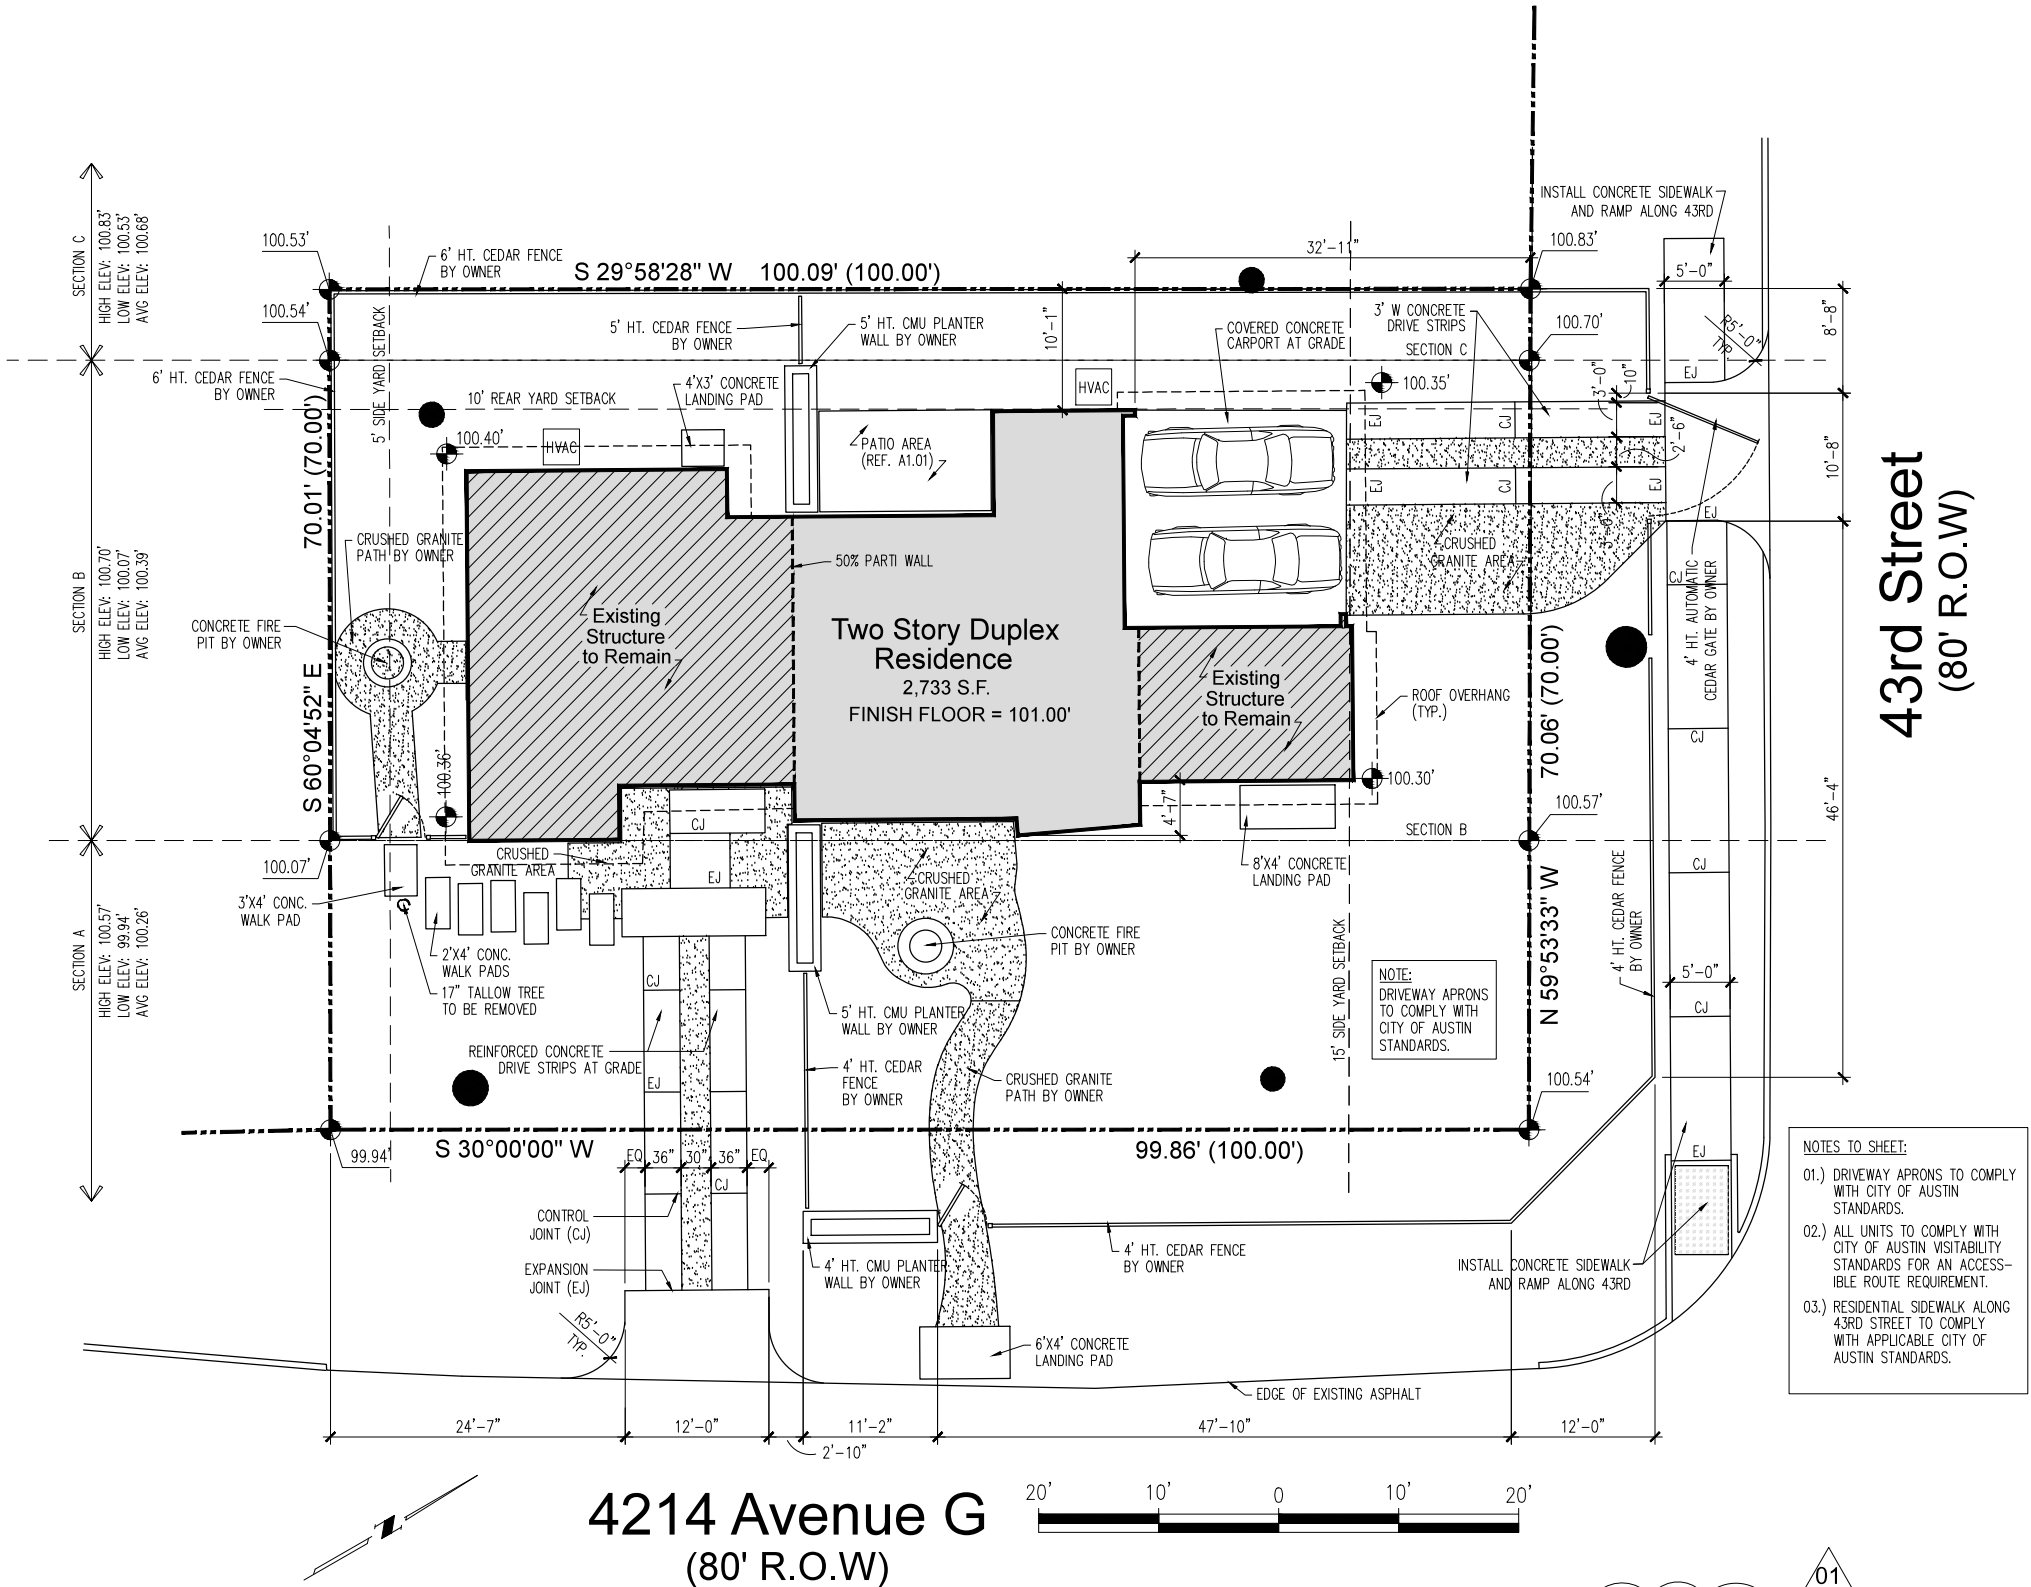 INSTALL CONCRETE SIDEWALK
AND RAMP ALONG 43RD
SECTION C
HIGH ELEV: 100.83'
LOW ELEV: 100.53'
AVG ELEV: 100.68'
100.53'
6' HT. CEDAR FENCE
BY OWNER
S 29°58'28" W 100.09' (100.00')
32'-11"
100.83'
5'-0"
100.54'
5' SIDE YARD SETBACK
5' HT. CEDAR FENCE
BY OWNER
5' HT. CMU PLANTER
WALL BY OWNER
10'-1"
COVERED CONCRETE
CARPORT AT GRADE
3' W CONCRETE
DRIVE STRIPS
100.70'
R5'-0"
TYP.
8'-8"
SECTION C
EJ
6' HT. CEDAR FENCE
BY OWNER
10' REAR YARD SETBACK
4'X3' CONCRETE
LANDING PAD
HVAC
100.35'
3'-0"
10"
EJ
CJ
EJ
70.01' (70.00')
100.40'
HVAC
PATIO AREA
(REF. A1.01)
2'-6"
10'-8"
EJ
CJ
EJ
EJ
43rd Street
(80' R.O.W)
CRUSHED GRANITE
PATH BY OWNER
50% PARTI WALL
CRUSHED
GRANITE AREA
3'-0"
CJ
4' HT. AUTOMATIC
CEDAR GATE BY OWNER
SECTION B
HIGH ELEV: 100.70'
LOW ELEV: 100.07'
AVG ELEV: 100.39'
CONCRETE FIRE
PIT BY OWNER
Existing
Structure
to Remain
Two Story Duplex
Residence
2,733 S.F.
FINISH FLOOR = 101.00'
Existing
Structure
to Remain
ROOF OVERHANG
(TYP.)
70.06' (70.00')
CJ
S 60°04'52" E
100.36'
100.30'
100.57'
46'-4"
4'-7"
SECTION B
CJ
CJ
100.07'
CRUSHED
GRANITE AREA
EJ
CRUSHED
GRANITE AREA
8'X4' CONCRETE
LANDING PAD
4' HT. CEDAR FENCE
BY OWNER
3'X4' CONC.
WALK PAD
2'X4' CONC.
WALK PADS
17" TALLOW TREE
TO BE REMOVED
CONCRETE FIRE
PIT BY OWNER
15' SIDE YARD SETBACK
NOTE:
DRIVEWAY APRONS
TO COMPLY WITH
CITY OF AUSTIN
STANDARDS.
N 59°53'33" W
5'-0"
CJ
SECTION A
HIGH ELEV: 100.57'
LOW ELEV: 99.94'
AVG ELEV: 100.26'
CJ
5' HT. CMU PLANTER
WALL BY OWNER
REINFORCED CONCRETE
DRIVE STRIPS AT GRADE
EJ
4' HT. CEDAR
FENCE
BY OWNER
CRUSHED GRANITE
PATH BY OWNER
100.54'
99.94'
S 30°00'00" W
EQ 36" 30" 36" EQ
CJ
99.86' (100.00')
EJ
CONTROL
JOINT (CJ)
EXPANSION
JOINT (EJ)
4' HT. CMU PLANTER
WALL BY OWNER
4' HT. CEDAR FENCE
BY OWNER
INSTALL CONCRETE SIDEWALK
AND RAMP ALONG 43RD
NOTES TO SHEET:
01.) DRIVEWAY APRONS TO COMPLY
WITH CITY OF AUSTIN
STANDARDS.
02.) ALL UNITS TO COMPLY WITH
CITY OF AUSTIN VISITABILITY
STANDARDS FOR AN ACCESS-
IBLE ROUTE REQUIREMENT.
03.) RESIDENTIAL SIDEWALK ALONG
43RD STREET TO COMPLY
WITH APPLICABLE CITY OF
AUSTIN STANDARDS.
R5'-0"
TYP.
6'X4' CONCRETE
LANDING PAD
EDGE OF EXISTING ASPHALT
24'-7"
12'-0"
2'-10"
11'-2"
47'-10"
12'-0"
4214 Avenue G
(80' R.O.W)
20' 10' 0 10' 20'
01